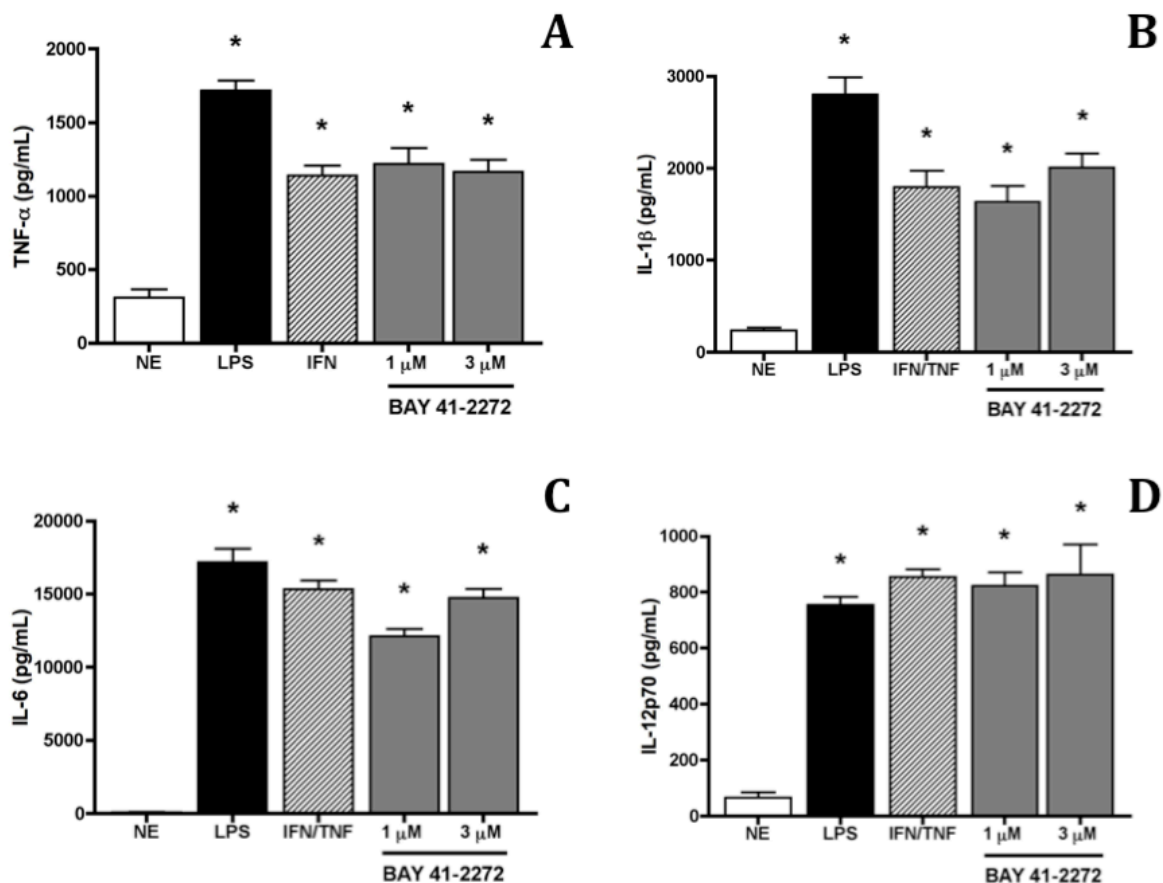 A
TNF-α (pg/mL)
2000
1500
1000
500
0
* * * *
NE LPS IFN 1 μM 3 μM
BAY 41-2272
B
IL-1β (pg/mL)
3000
2000
1000
0
* * * *
NE LPS IFN/TNF 1 μM 3 μM
BAY 41-2272
C
IL-6 (pg/mL)
20000
15000
10000
5000
0
* * * *
NE LPS IFN/TNF 1 μM 3 μM
BAY 41-2272
D
IL-12p70 (pg/mL)
1000
800
600
400
200
0
* * * *
NE LPS IFN/TNF 1 μM 3 μM
BAY 41-2272